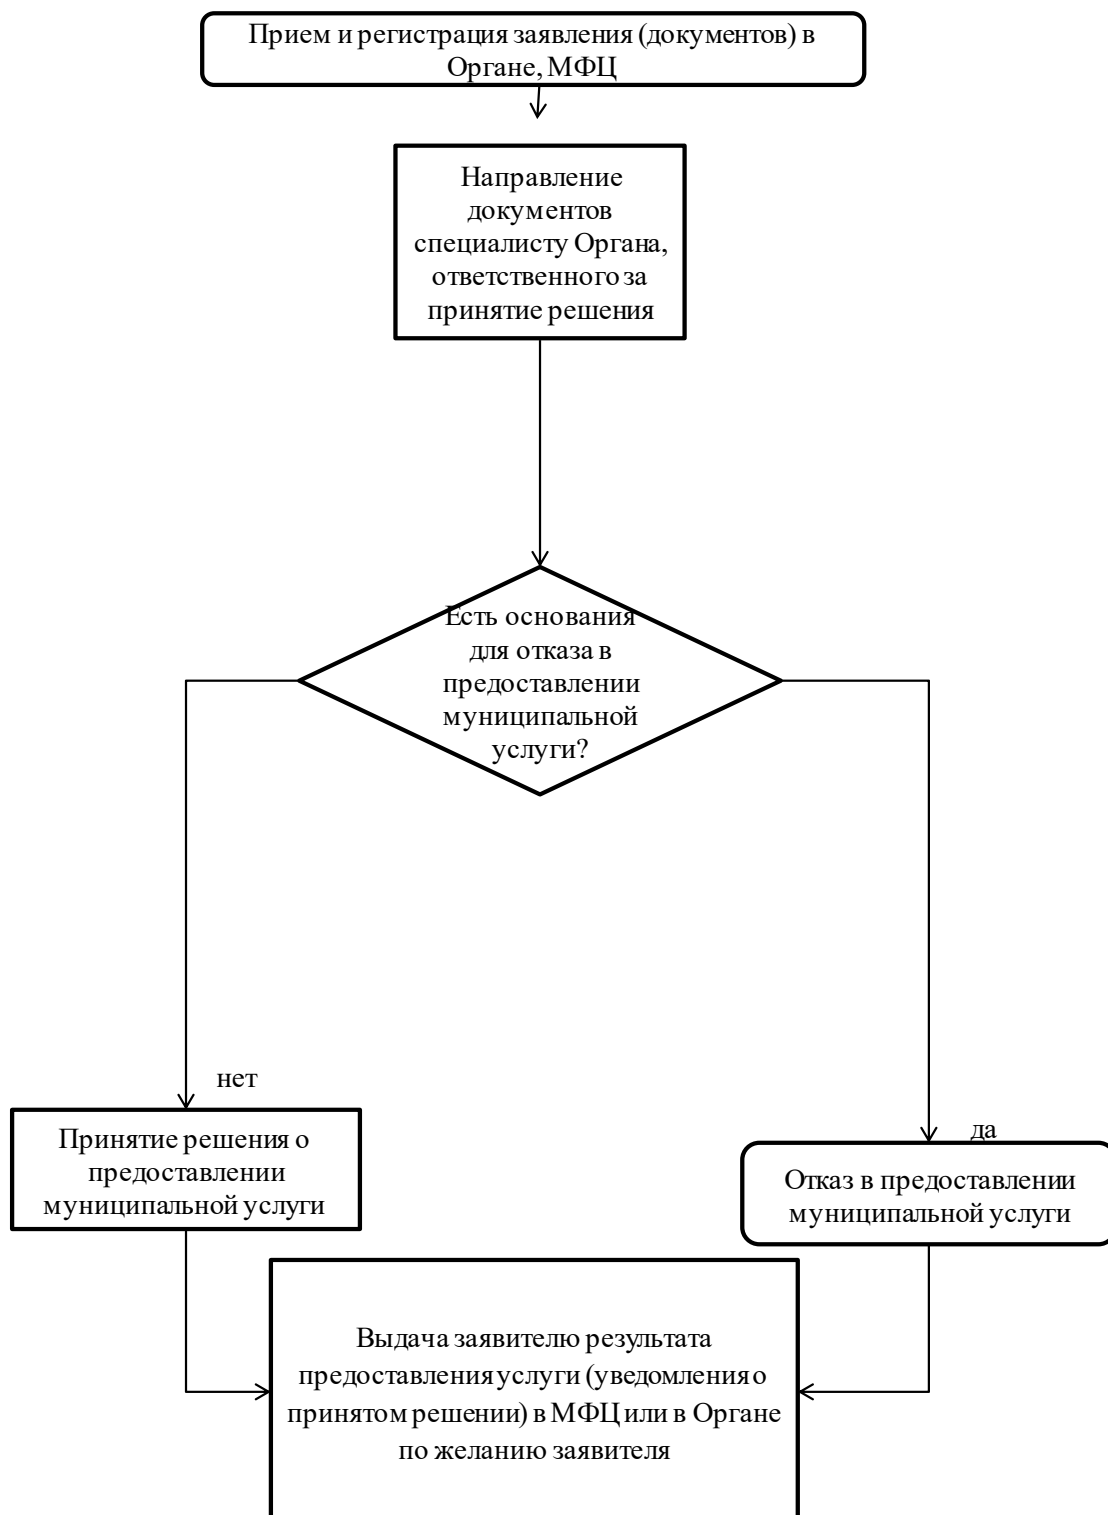 Прием и регистрация заявления (документов) в
Органе, МФЦ
Направление
документов
специалисту Органа,
ответственного за
принятие решения
Есть основания
для отказа в
предоставлении
муниципальной
услуги?
нет
да
Принятие решения о
предоставлении
муниципальной услуги
Отказ в предоставлении
муниципальной услуги
Выдача заявителю результата
предоставления услуги (уведомления о
принятом решении) в МФЦ или в Органе
по желанию заявителя